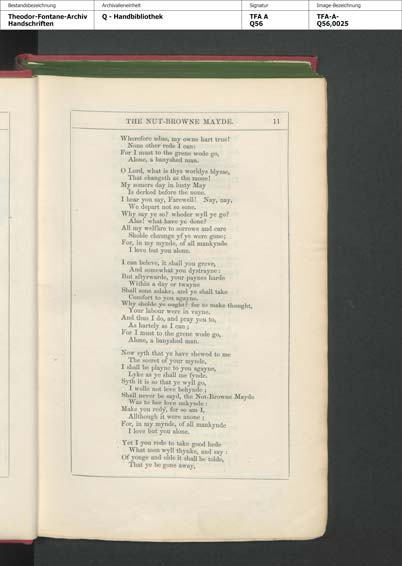 Bestandsbezeichnung
Archivalieneinheit
Signatur
Image-Bezeichnung
Theodor-Fontane-Archiv
Handschriften
Q - Handbibliothek
TFA A
Q56
TFA-A-
Q56,0025
THE NUT-BROWNE MAYDE. 11
Wherefore adue, my owne hart true!
None other rede I can:
For I must to the grene wode go,
Alone, a banyshed man.
O Lord, what is thys worldys blysse,
That changeth as the mone!
My somers day in lusty May
Is derked before the none.
I hear you say, Farewell! Nay, nay,
We depart not so sone.
Why say ye so? wheder wyll ye go?
Alas! what have ye done?
All my welfàre to sorrowe and care
Sholde chaunge yf ye were gone;
For, in my mynde, of all mankynde
I love but you alone.
I can beleve, it shall you greve,
And somewhat you dystrayne:
But aftyrwarde, your paynes harde
Within a day or twayne
Shall sone aslake; and ye shall take
Comfort to you agayne.
Why sholde ye ought? for to make thought,
Your labour were in vayne.
And thus I do, and pray you to,
As hartely as I can;
For I must to the grene wode go,
Alone, a banyshed man.
Now syth that ye have shewed to me
The secret of your mynde,
I shall be playne to you agayne,
Lyke as ye shall me fynde.
Syth it is so that ye wyll go,
I wolle not leve behynde;
Shall never be sayd, the Not-Browne Mayde
Was to her love unkynde:
Make you redy, for so am I,
Allthough it were anone;
For, in my mynde, of all mankynde
I love but you alone.
Yet I you rede to take good hede
What men wyll thynke, and say:
Of yonge and olde it shall be tolde,
That ye be gone away,